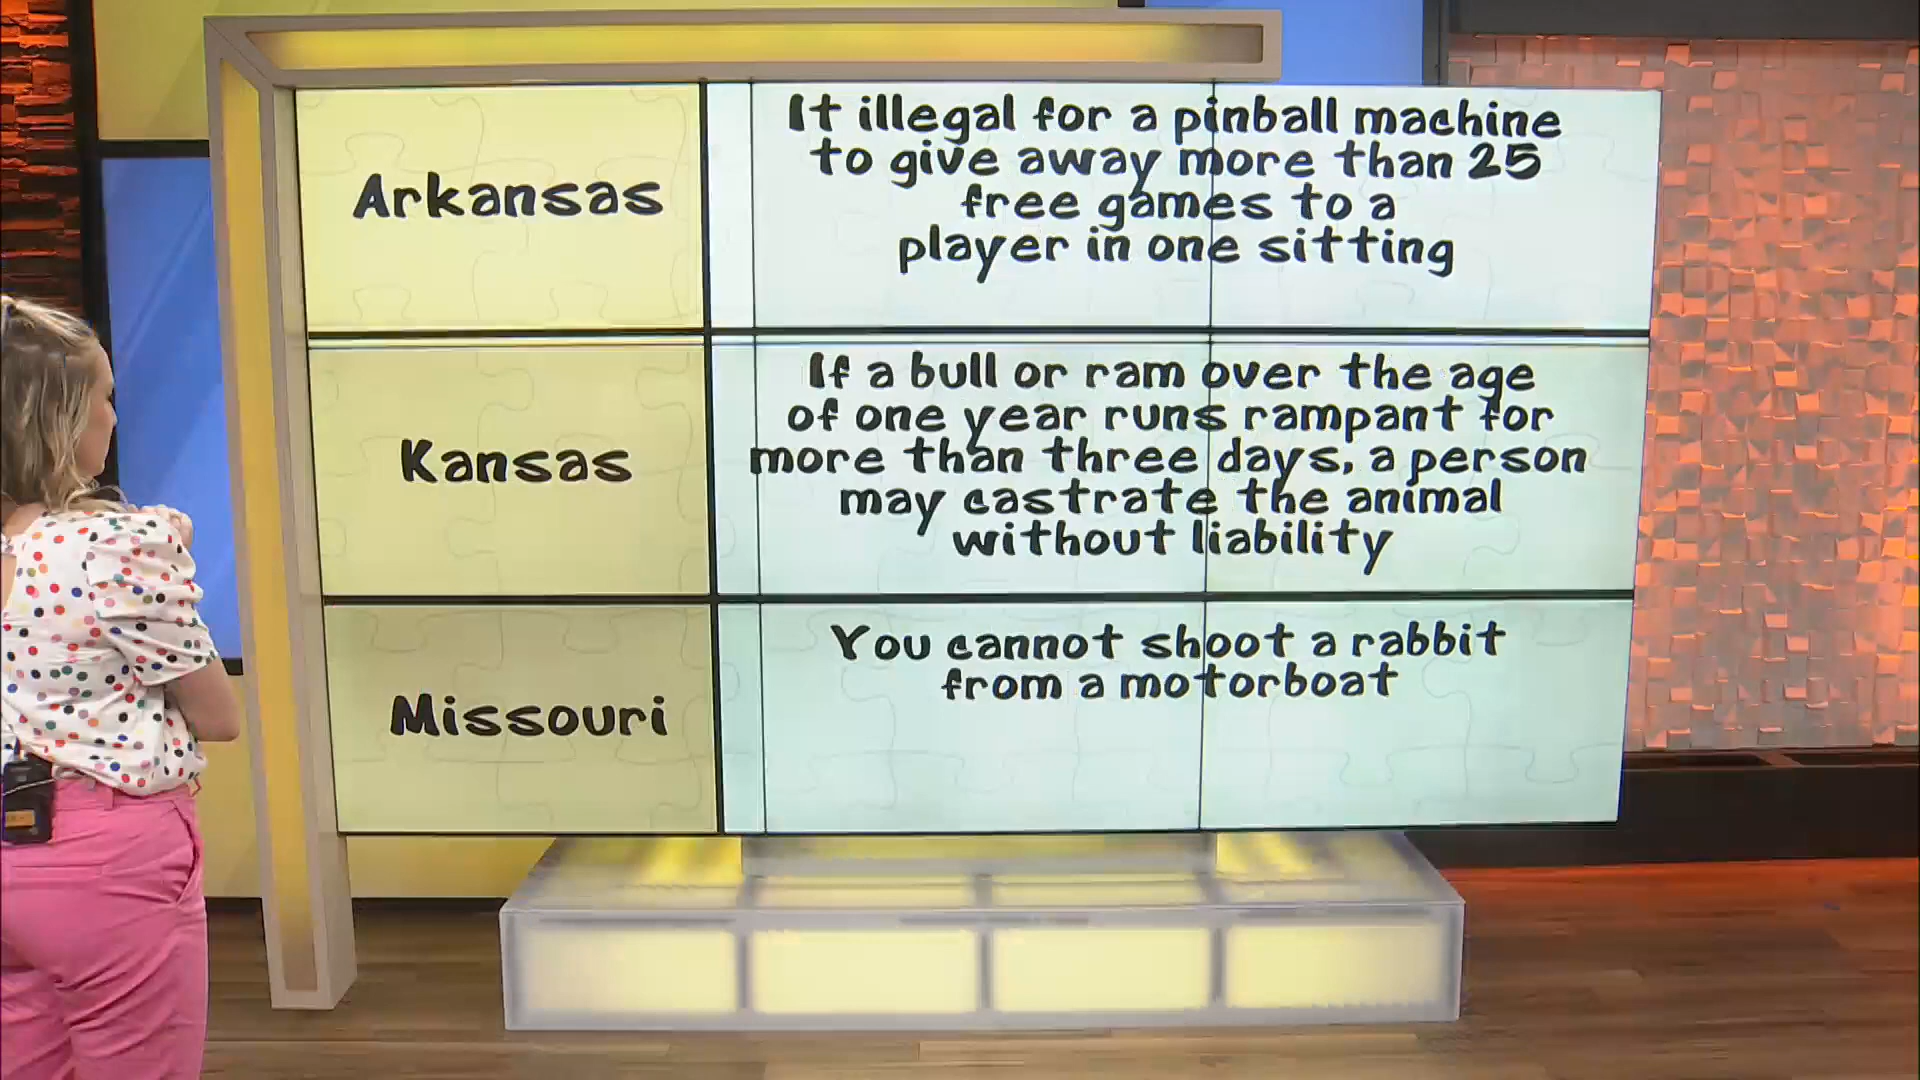 Arkansas
It illegal for a pinball machine
to give away more than 25
free games to a
player in one sitting
Kansas
If a bull or ram over the age
of one year runs rampant for
more than three days, a person
may castrate the animal
without liability
Missouri
You cannot shoot a rabbit
from a motorboat